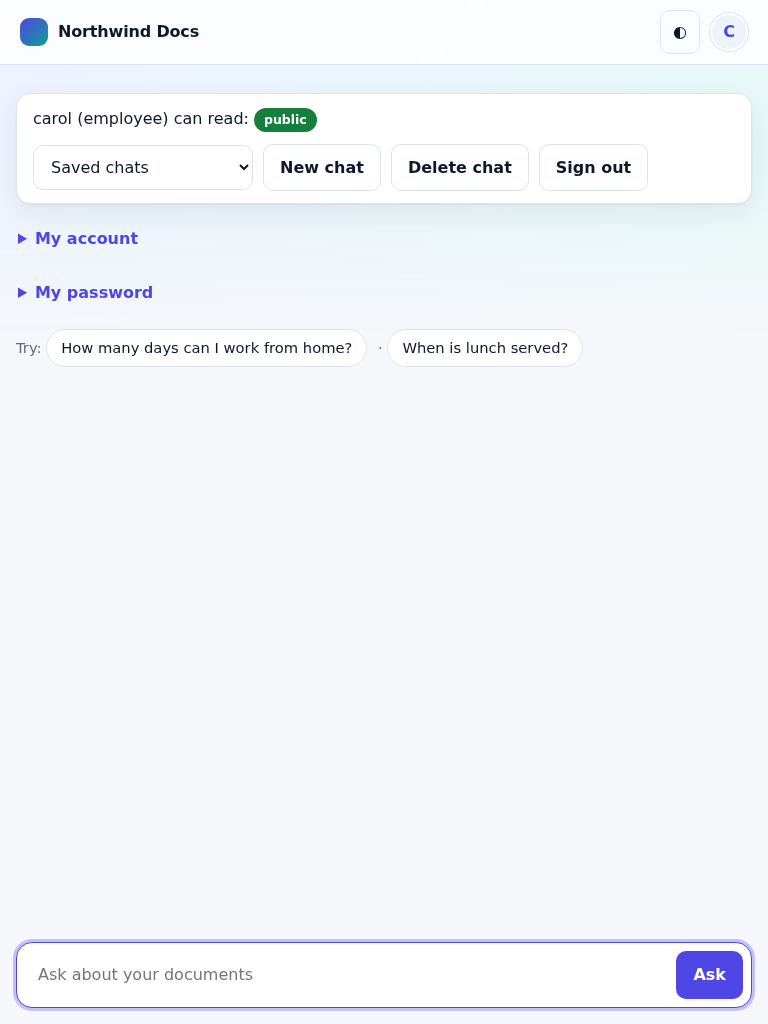 Northwind Docs
◐
C
carol (employee) can read: public
Saved chats
New chat
Delete chat
Sign out
My account
My password
Try: How many days can I work from home? · When is lunch served?
Ask about your documents
Ask